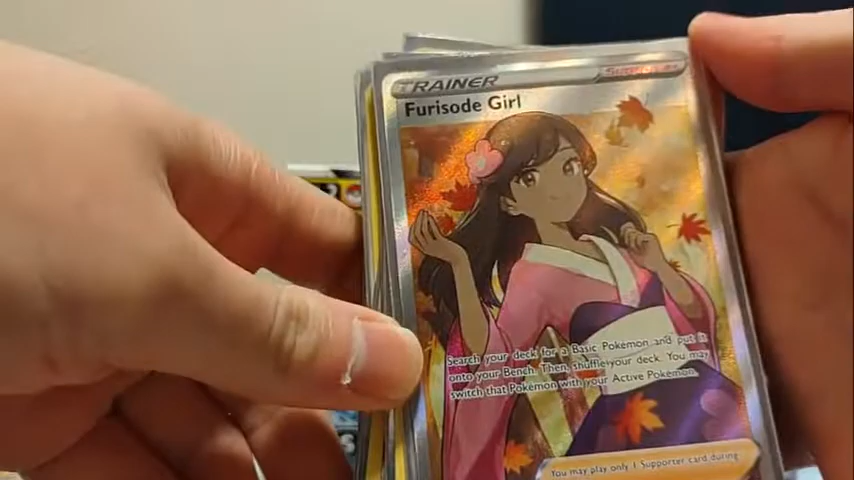 TRAINER Supporter
Furisode Girl
Search your deck for a Basic Pokémon and put it
onto your Bench. Then, shuffle your deck. You may
switch that Pokémon with your Active Pokémon.
You may play only 1 Supporter card during